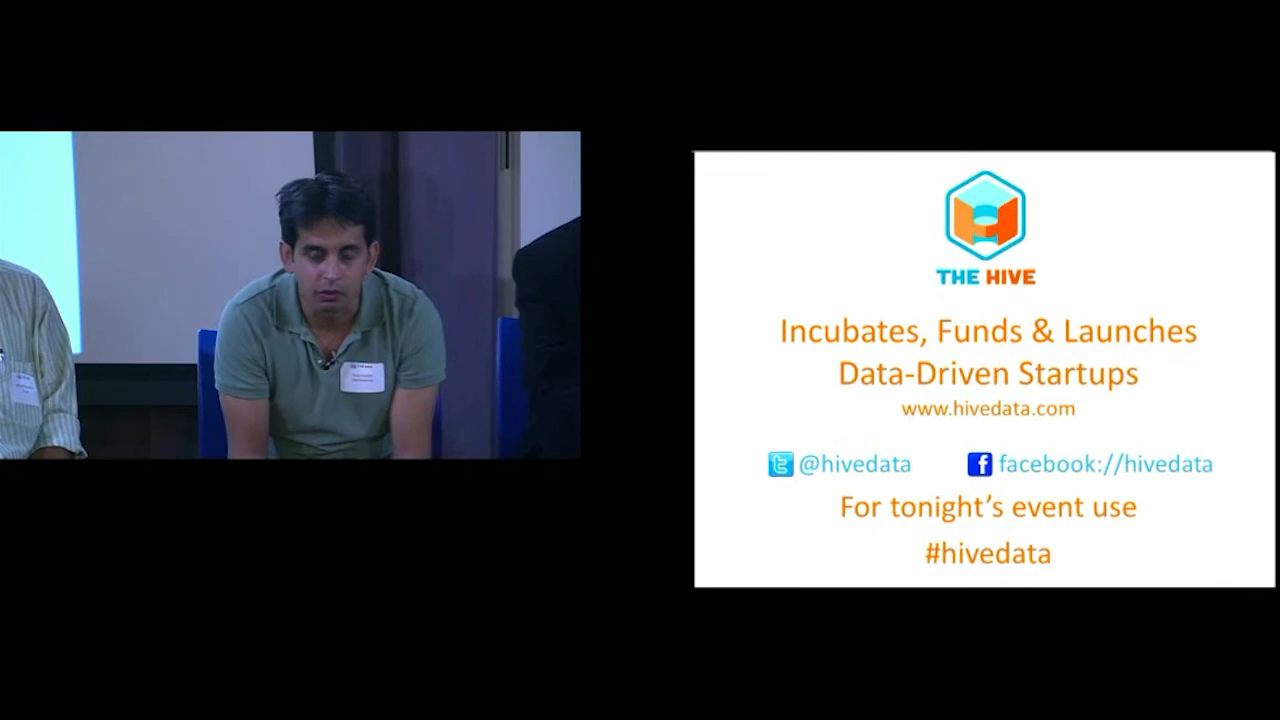 THE HIVE
Incubates, Funds & Launches
Data-Driven Startups
www.hivedata.com
@hivedata
facebook://hivedata
For tonight's event use
#hivedata